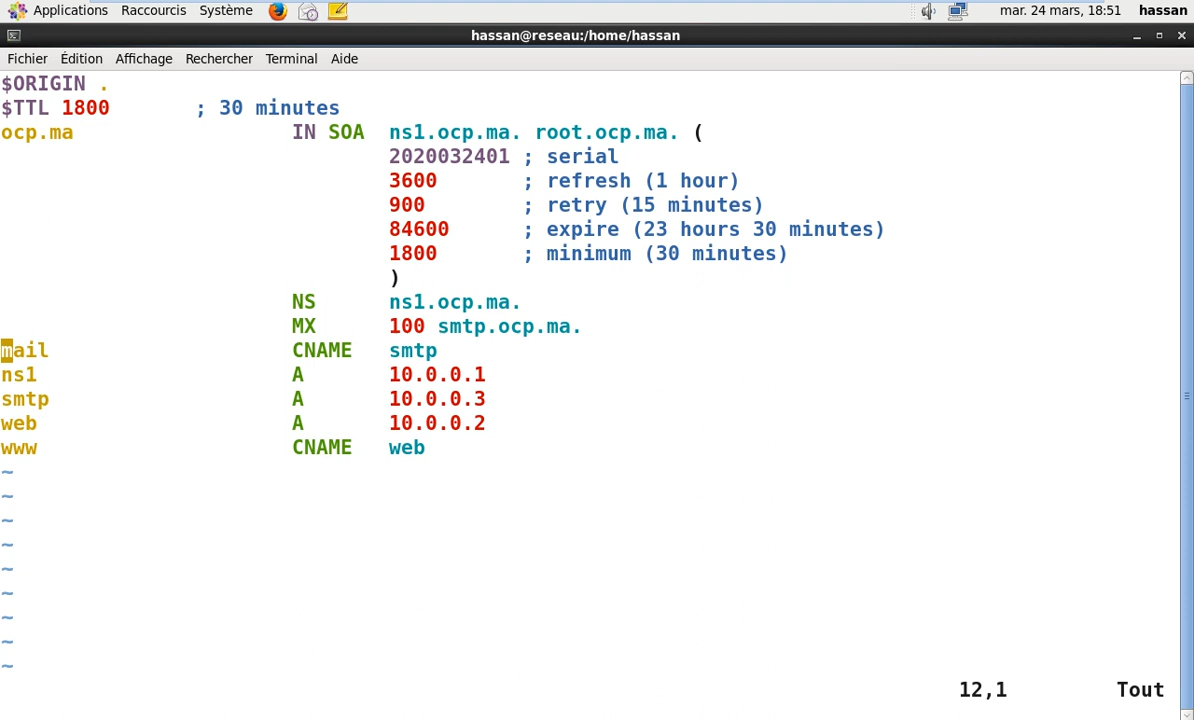 Applications Raccourcis Système mar. 24 mars, 18:51 hassan
hassan@reseau:/home/hassan
Fichier Édition Affichage Rechercher Terminal Aide
$ORIGIN .
$TTL 1800 ; 30 minutes
ocp.ma IN SOA ns1.ocp.ma. root.ocp.ma. (
2020032401 ; serial
3600 ; refresh (1 hour)
900 ; retry (15 minutes)
84600 ; expire (23 hours 30 minutes)
1800 ; minimum (30 minutes)
)
NS ns1.ocp.ma.
MX 100 smtp.ocp.ma.
mail CNAME smtp
ns1 A 10.0.0.1
smtp A 10.0.0.3
web A 10.0.0.2
www CNAME web
~
~
~
~
~
~
~
~
~
12,1 Tout